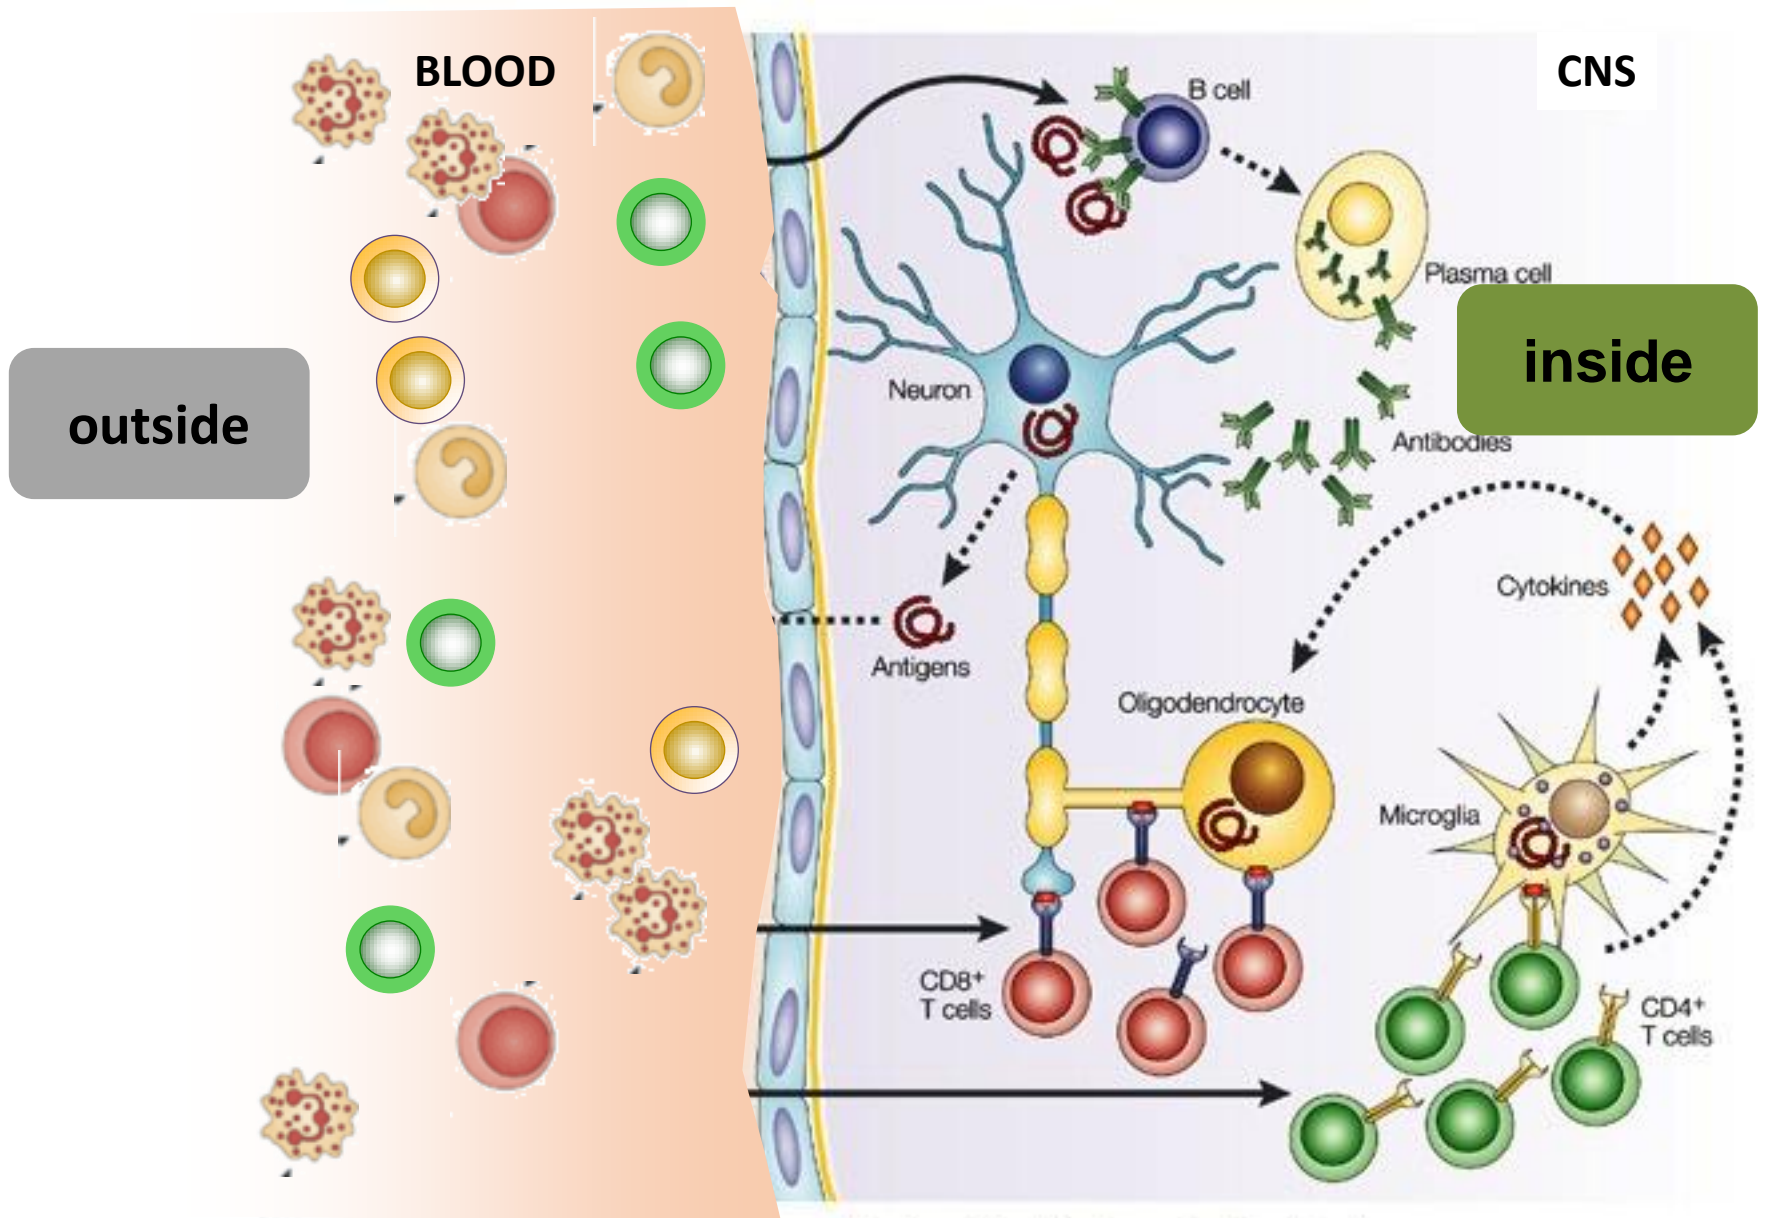 BLOOD
CNS
B cell
Plasma cell
inside
outside
Neuron
Antibodies
Cytokines
Antigens
Oligodendrocyte
Microglia
CD8+
T cells
CD4+
T cells